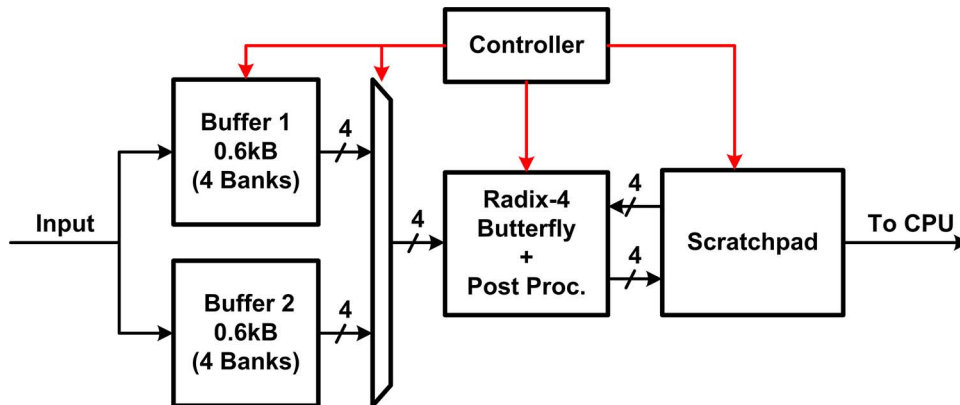 Controller
Buffer 1
0.6kB
(4 Banks)
4
Input
4
Radix-4
Butterfly
+
Post Proc.
4
4
Scratchpad
To CPU
Buffer 2
0.6kB
(4 Banks)
4